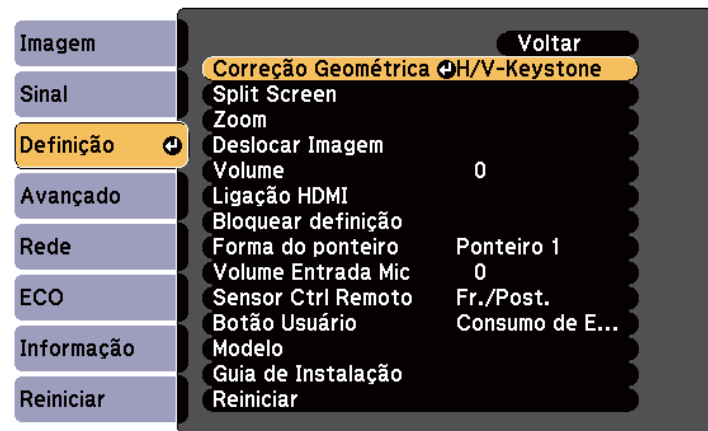 Imagem
Sinal
Definição
Avançado
Rede
ECO
Informação
Reiniciar
Voltar
Correção Geométrica H/V-Keystone
Split Screen
Zoom
Deslocar Imagem
Volume 0
Ligação HDMI
Bloquear definição
Forma do ponteiro Ponteiro 1
Volume Entrada Mic 0
Sensor Ctrl Remoto Fr./Post.
Botão Usuário Consumo de E...
Modelo
Guia de Instalação
Reiniciar